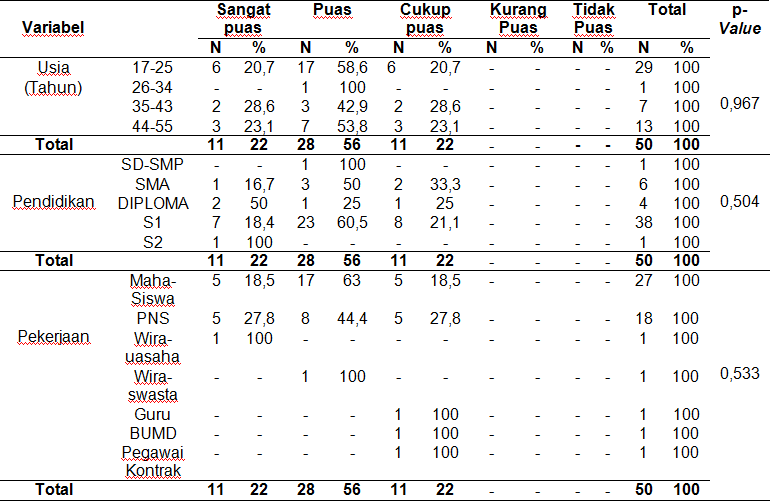 Variabel Sangat puas Puas Cukup puas Kurang Puas Tidak Puas Total p-Value
N % N % N % N % N % N %
Usia (Tahun) 17-25 6 20,7 17 58,6 6 20,7 - - - - 29 100 0,967
26-34 - - 1 100 - - - - - - 1 100
35-43 2 28,6 3 42,9 2 28,6 - - - - 7 100
44-55 3 23,1 7 53,8 3 23,1 - - - - 13 100
Total 11 22 28 56 11 22 - - - - 50 100
Pendidikan SD-SMP - - 1 100 - - - - - - 1 100 0,504
SMA 1 16,7 3 50 2 33,3 - - - - 6 100
DIPLOMA 2 50 1 25 1 25 - - - - 4 100
S1 7 18,4 23 60,5 8 21,1 - - - - 38 100
S2 1 100 - - - - - - - - 1 100
Total 11 22 28 56 11 22 - - - - 50 100
Pekerjaan Maha-Siswa 5 18,5 17 63 5 18,5 - - - - 27 100 0,533
PNS 5 27,8 8 44,4 5 27,8 - - - - 18 100
Wira-uasaha 1 100 - - - - - - - - 1 100
Wira-swasta - - 1 100 - - - - - - 1 100
Guru - - - - 1 100 - - - - 1 100
BUMD - - - - 1 100 - - - - 1 100
Pegawai Kontrak - - - - 1 100 - - - - 1 100
Total 11 22 28 56 11 22 - - - - 50 100